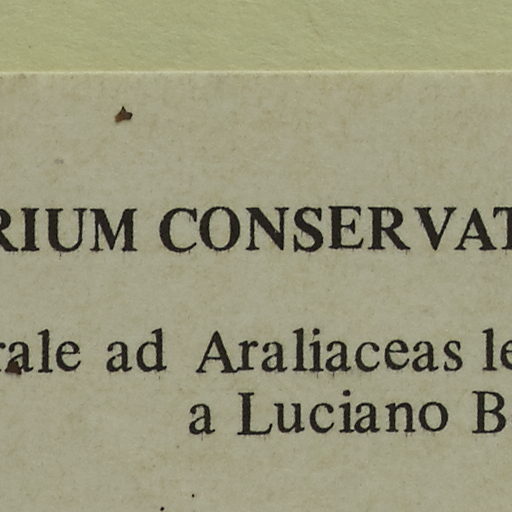 RIUM CONSERVAT
rale ad Araliaceas le
a Luciano B